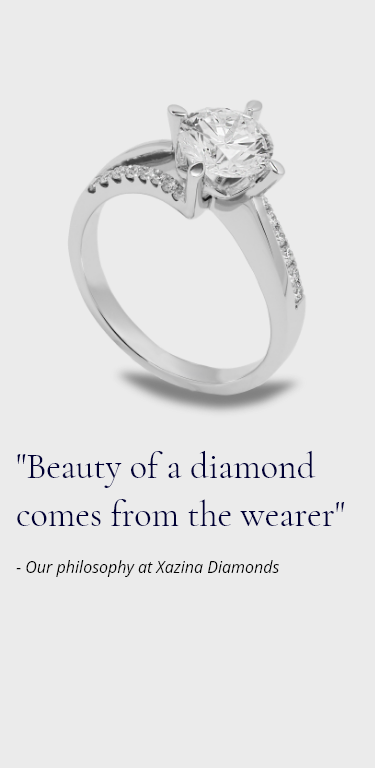 "Beauty of a diamond
comes from the wearer"
- Our philosophy at Xazina Diamonds